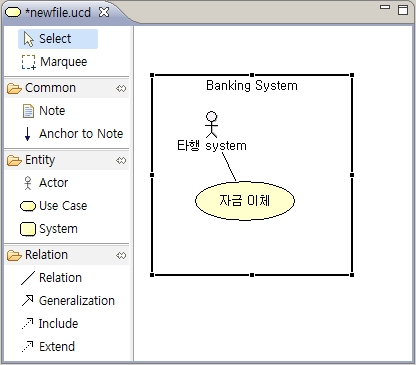 *newfile.ucd
Select
Marquee
Common
Note
Anchor to Note
Entity
Actor
Use Case
System
Relation
Relation
Generalization
Include
Extend
Banking System
타행 system
자금 이체